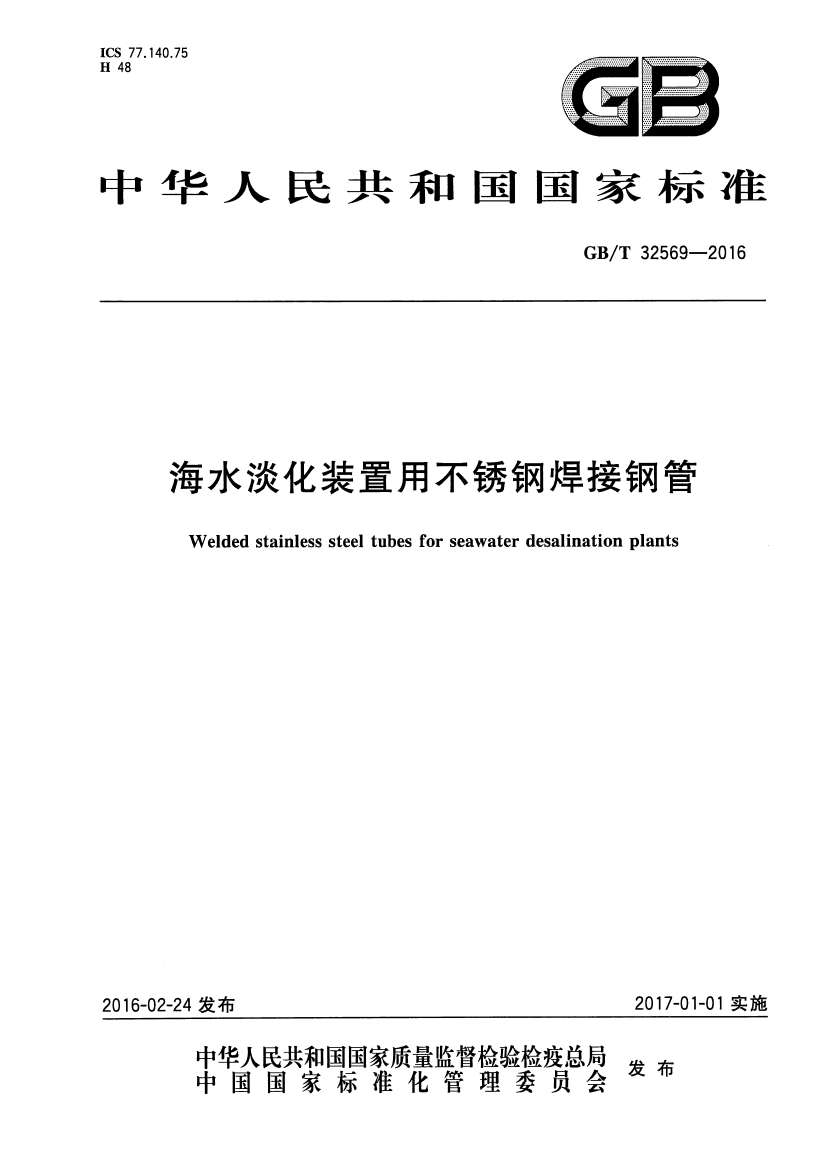 ICS 77.140.75
H 48
GB
中华人民共和国国家标准
GB/T 32569—2016
海水淡化装置用不锈钢焊接钢管
Welded stainless steel tubes for seawater desalination plants
2016-02-24 发布
2017-01-01 实施
中华人民共和国国家质量监督检验检疫总局
中国国家标准化管理委员会
发布